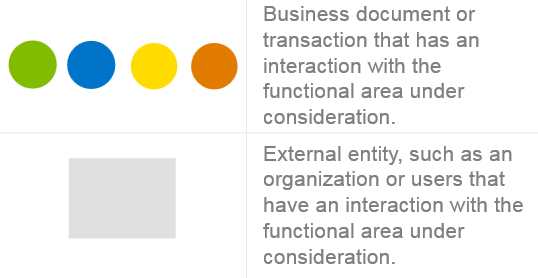 Business document or
transaction that has an
interaction with the
functional area under
consideration.
External entity, such as an
organization or users that
have an interaction with the
functional area under
consideration.